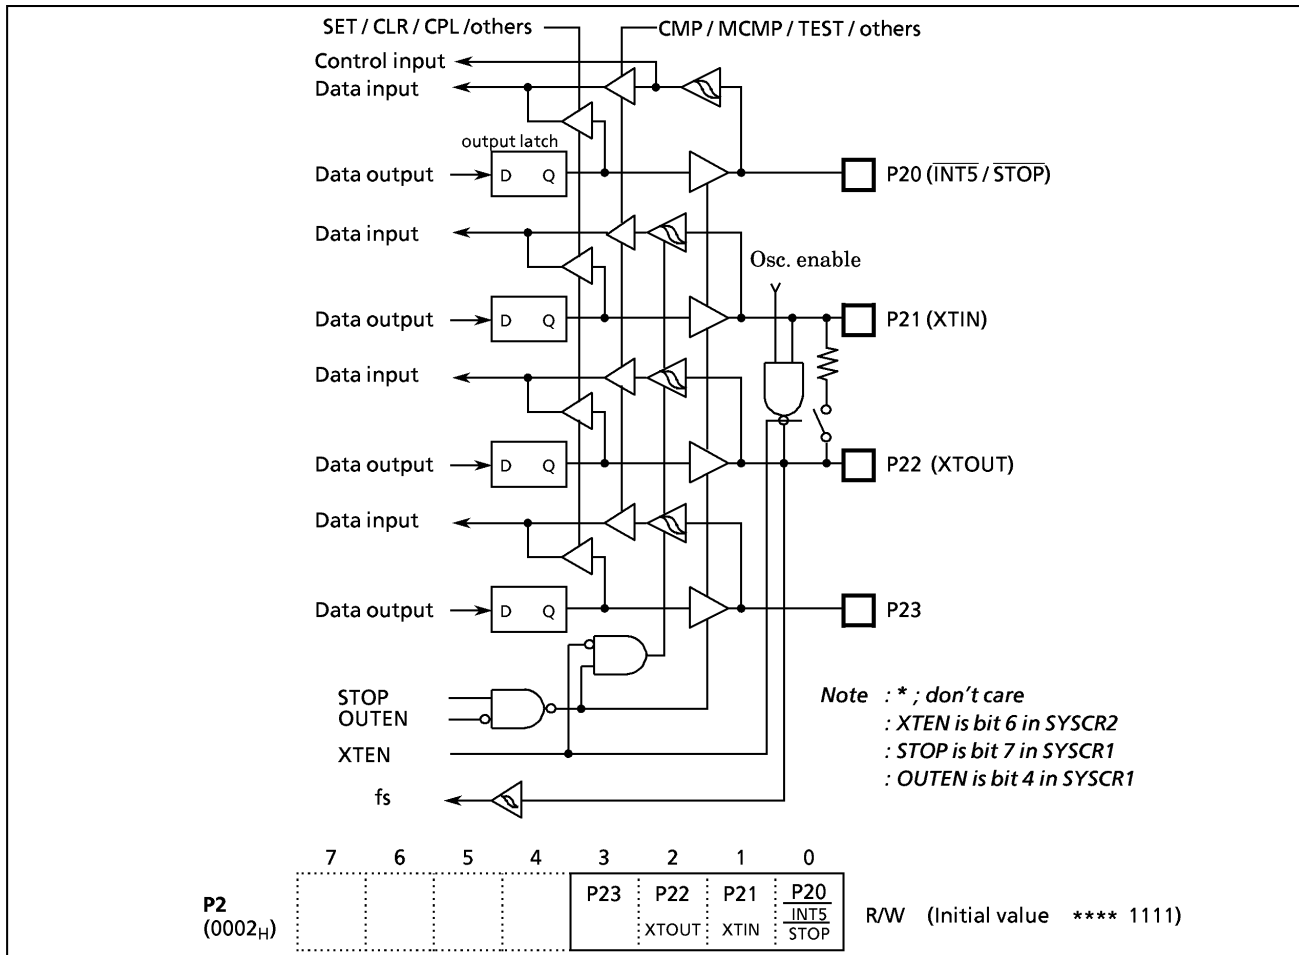 SET / CLR / CPL /others
CMP / MCMP / TEST / others
Control input
Data input
output latch
Data output
D Q
P20 (INT5 / STOP)
Data input
Osc. enable
Data output
D Q
P21 (XTIN)
Data input
Data output
D Q
P22 (XTOUT)
Data input
Data output
D Q
P23
STOP
OUTEN
XTEN
fs
Note : * ; don't care
: XTEN is bit 6 in SYSCR2
: STOP is bit 7 in SYSCR1
: OUTEN is bit 4 in SYSCR1
7 6 5 4 3 2 1 0
P2
(0002H)
P23
P22
XTOUT
P21
XTIN
P20
INT5
STOP
R/W (Initial value **** 1111)